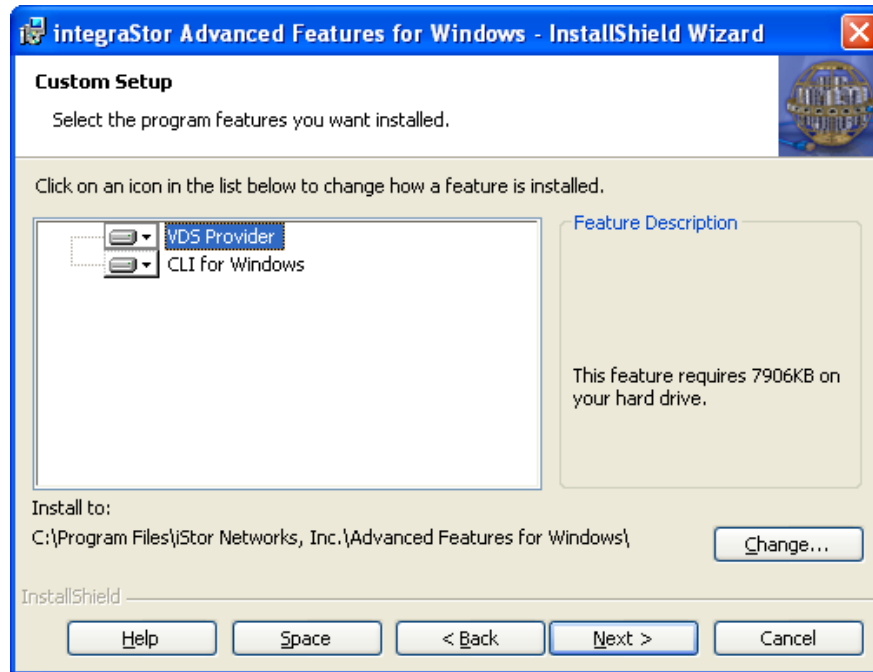 integraStor Advanced Features for Windows - InstallShield Wizard
Custom Setup
Select the program features you want installed.
Click on an icon in the list below to change how a feature is installed.
VDS Provider
CLI for Windows
Feature Description
This feature requires 7906KB on
your hard drive.
Install to:
C:\Program Files\iStor Networks, Inc.\Advanced Features for Windows\
Change...
InstallShield
Help
Space
< Back
Next >
Cancel